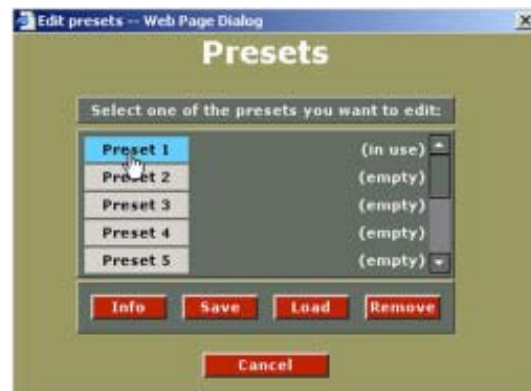 Edit presets -- Web Page Dialog
Presets
Select one of the presets you want to edit:
Preset 1 (in use)
Preset 2 (empty)
Preset 3 (empty)
Preset 4 (empty)
Preset 5 (empty)
Info Save Load Remove
Cancel